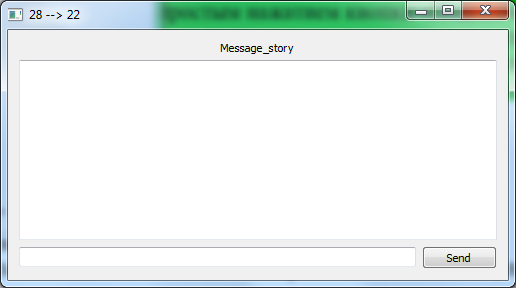 28 --> 22
Message_story
Send